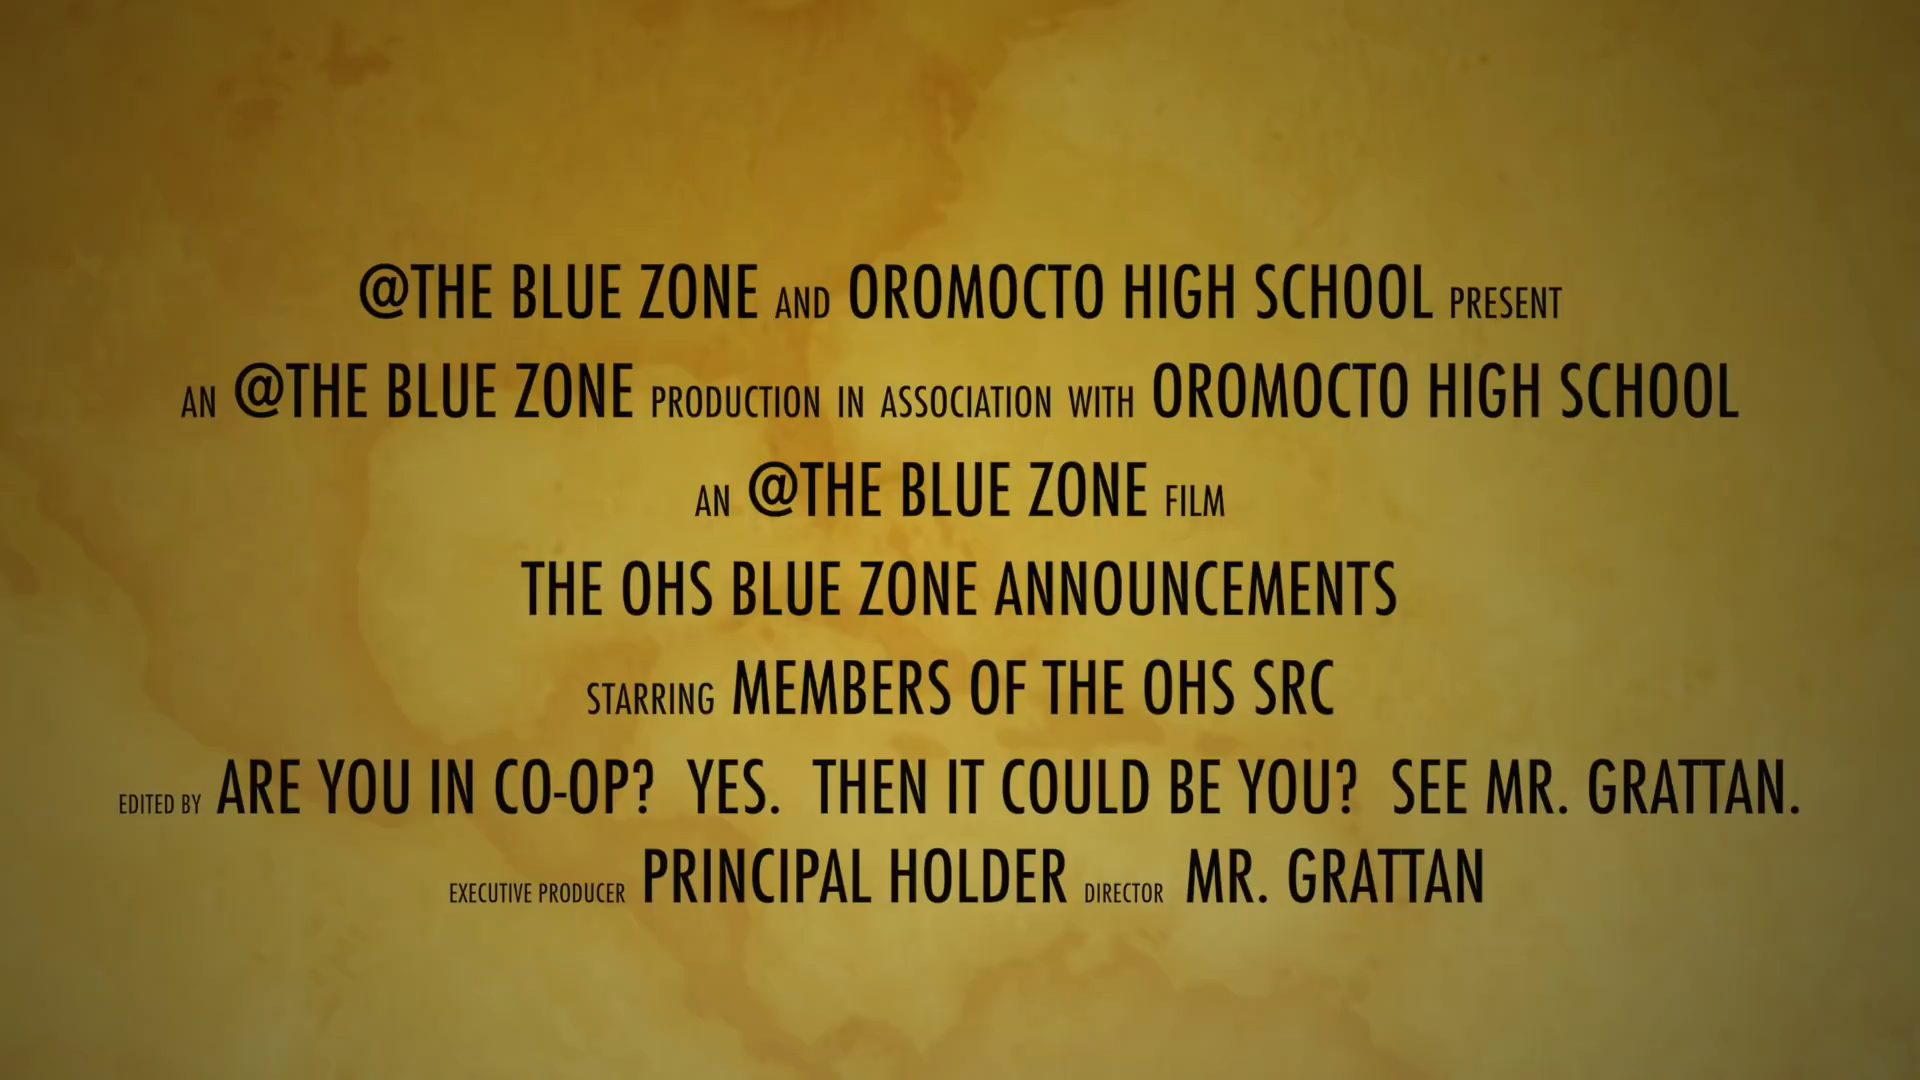 @THE BLUE ZONE AND OROMOCTO HIGH SCHOOL PRESENT
AN @THE BLUE ZONE PRODUCTION IN ASSOCIATION WITH OROMOCTO HIGH SCHOOL
AN @THE BLUE ZONE FILM
THE OHS BLUE ZONE ANNOUNCEMENTS
STARRING MEMBERS OF THE OHS SRC
EDITED BY ARE YOU IN CO-OP? YES. THEN IT COULD BE YOU? SEE MR. GRATTAN.
EXECUTIVE PRODUCER PRINCIPAL HOLDER DIRECTOR MR. GRATTAN